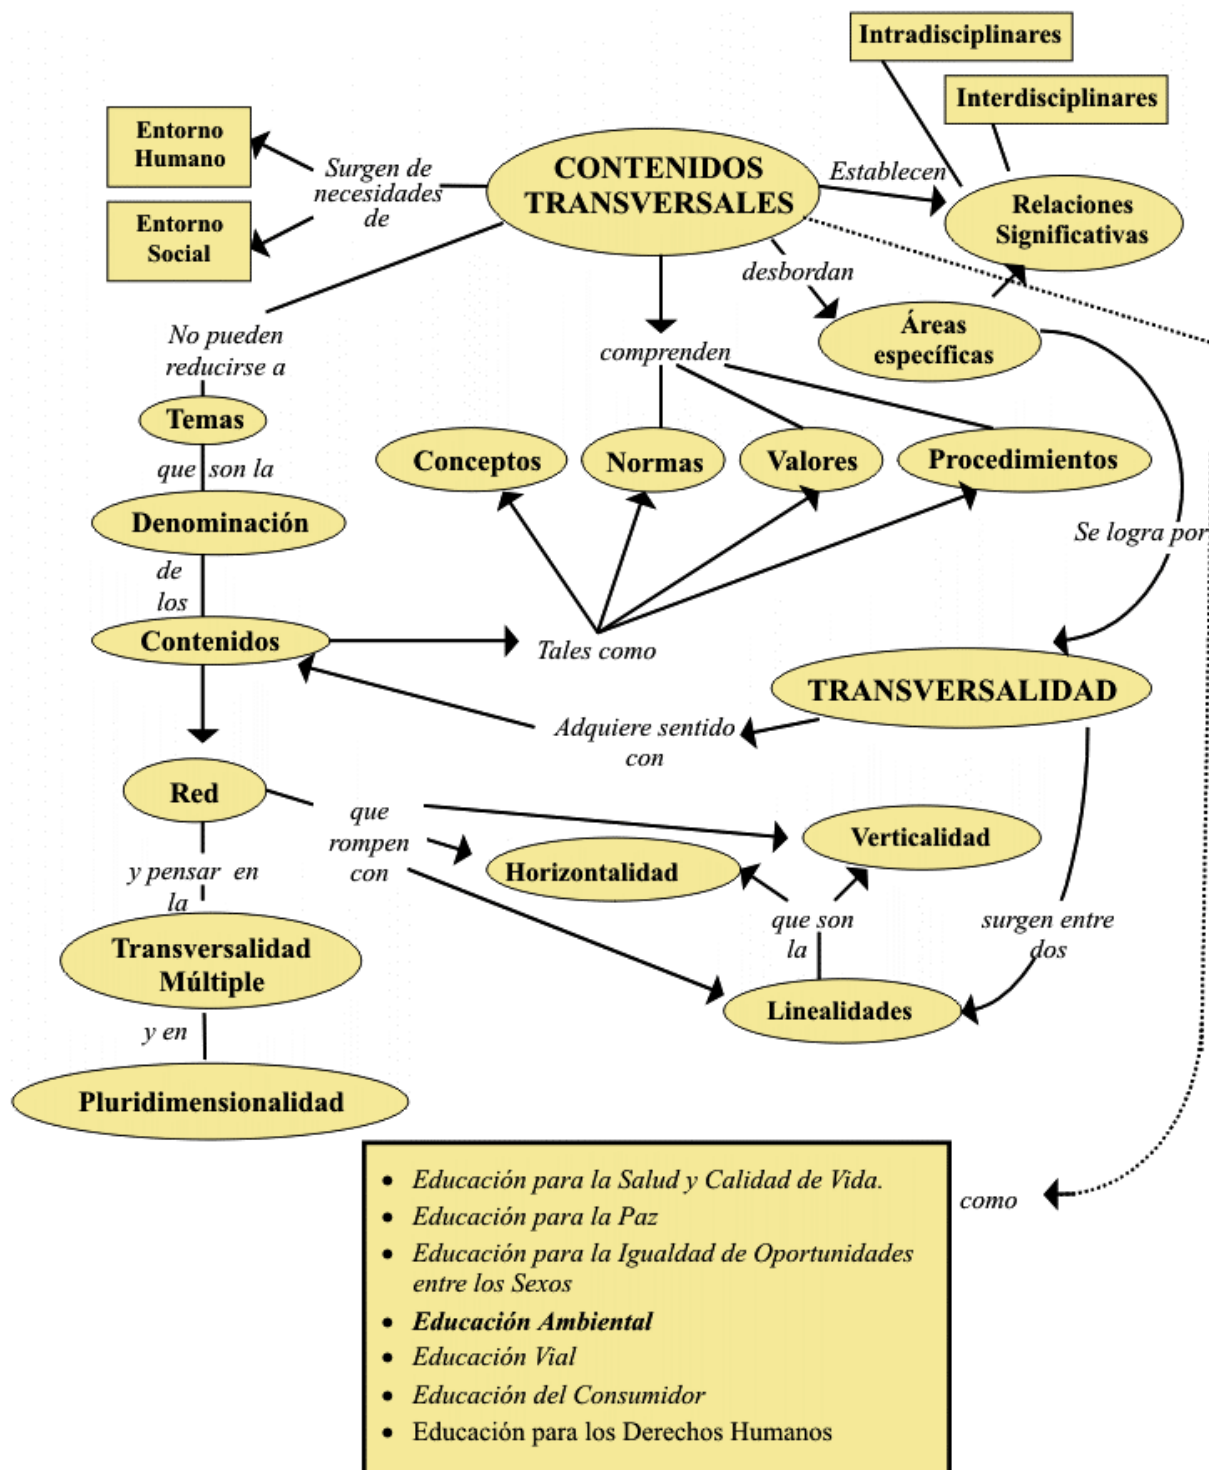 Intradisciplinares
Interdisciplinares
Entorno
Humano
Surgen de
necesidades
de
CONTENIDOS
TRANSVERSALES
Establecen
Relaciones
Significativas
Entorno
Social
desbordan
No pueden
reducirse a
comprenden
Áreas
específicas
Temas
que son la
Conceptos
Normas
Valores
Procedimientos
Denominación
Se logra por
de
los
Contenidos
Tales como
TRANSVERSALIDAD
Adquiere sentido
con
Red
que
rompen
con
Verticalidad
Horizontalidad
y pensar en
la
que son
la
surgen entre
dos
Transversalidad
Múltiple
Linealidades
y en
Pluridimensionalidad
• Educación para la Salud y Calidad de Vida.
como
• Educación para la Paz
• Educación para la Igualdad de Oportunidades
entre los Sexos
• Educación Ambiental
• Educación Vial
• Educación del Consumidor
• Educación para los Derechos Humanos